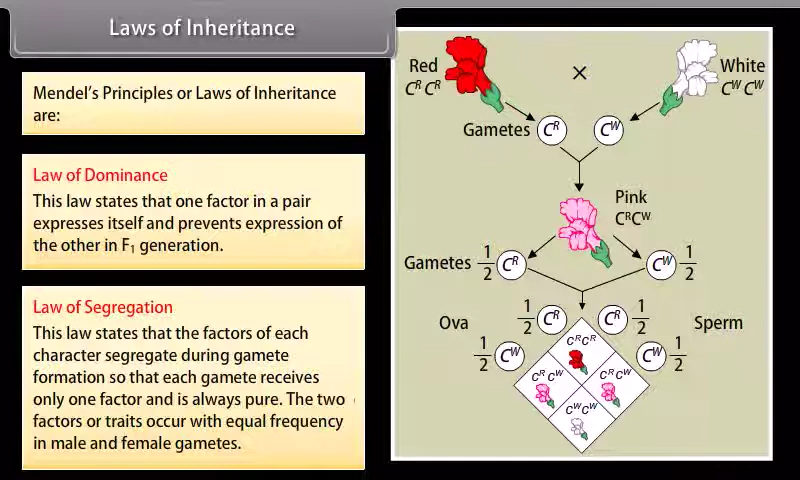 Laws of Inheritance
Mendel's Principles or Laws of Inheritance
are:
Law of Dominance
This law states that one factor in a pair
expresses itself and prevents expression of
the other in F₁ generation.
Law of Segregation
This law states that the factors of each
character segregate during gamete
formation so that each gamete receives
only one factor and is always pure. The two
factors or traits occur with equal frequency
in male and female gametes.
Red × White
CᴿCᴿ CᵂCᵂ
Gametes Cᴿ Cᵂ
Pink
CᴿCᵂ
Gametes 1/2 Cᴿ Cᵂ 1/2
1/2 Cᴿ Cᴿ 1/2
Ova Sperm
1/2 Cᵂ Cᵂ 1/2
CᴿCᴿ
CᴿCᵂ CᴿCᵂ
CᵂCᵂ